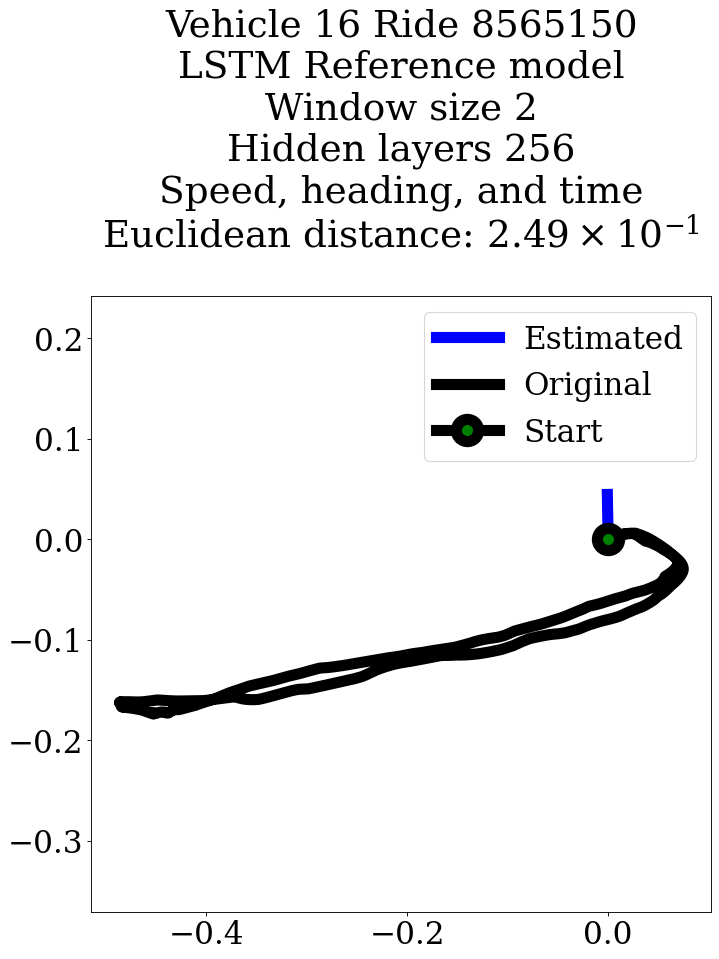 Vehicle 16 Ride 8565150
LSTM Reference model
Window size 2
Hidden layers 256
Speed, heading, and time
Euclidean distance: 2.49 × 10⁻¹
Estimated
Original
Start
0.2
0.1
0.0
−0.1
−0.2
−0.3
−0.4
−0.2
0.0